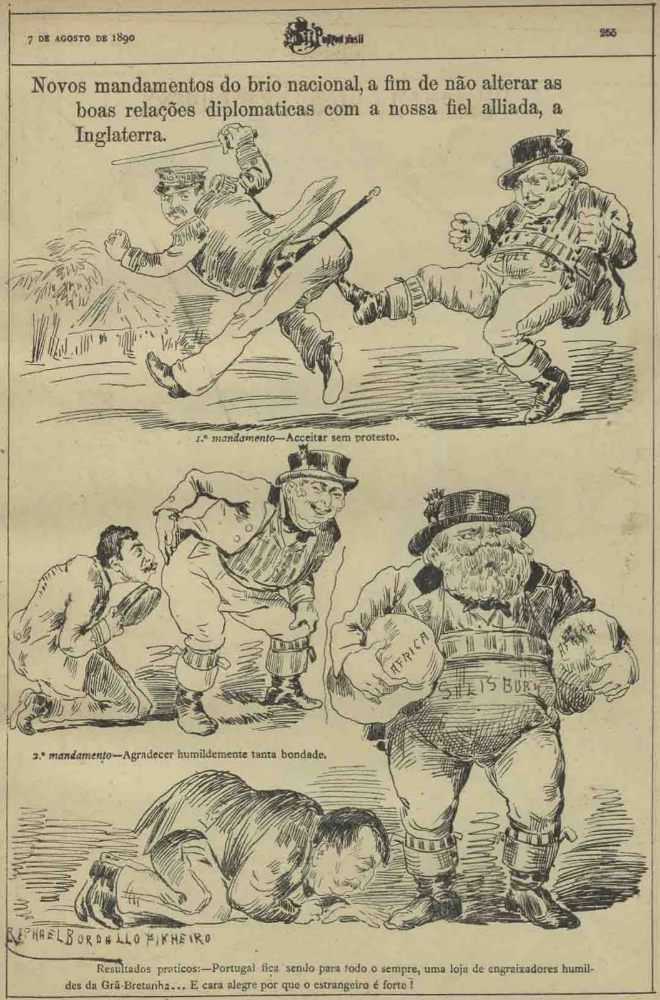 7 DE AGOSTO DE 1890
255
Novos mandamentos do brio nacional, a fim de não alterar as
boas relações diplomaticas com a nossa fiel alliada, a
Inglaterra.
BULL
1.º mandamento—Acceitar sem protesto.
AFRICA
AFRICA
SALISBURY
2.º mandamento—Agradecer humildemente tanta bondade.
RAPHAEL BORDALLO PINHEIRO
Resultados praticos:—Portugal fica sendo para todo o sempre, uma loja de engraixadores humil-
des da Grã-Bretanha... E cara alegre por que o estrangeiro é forte!